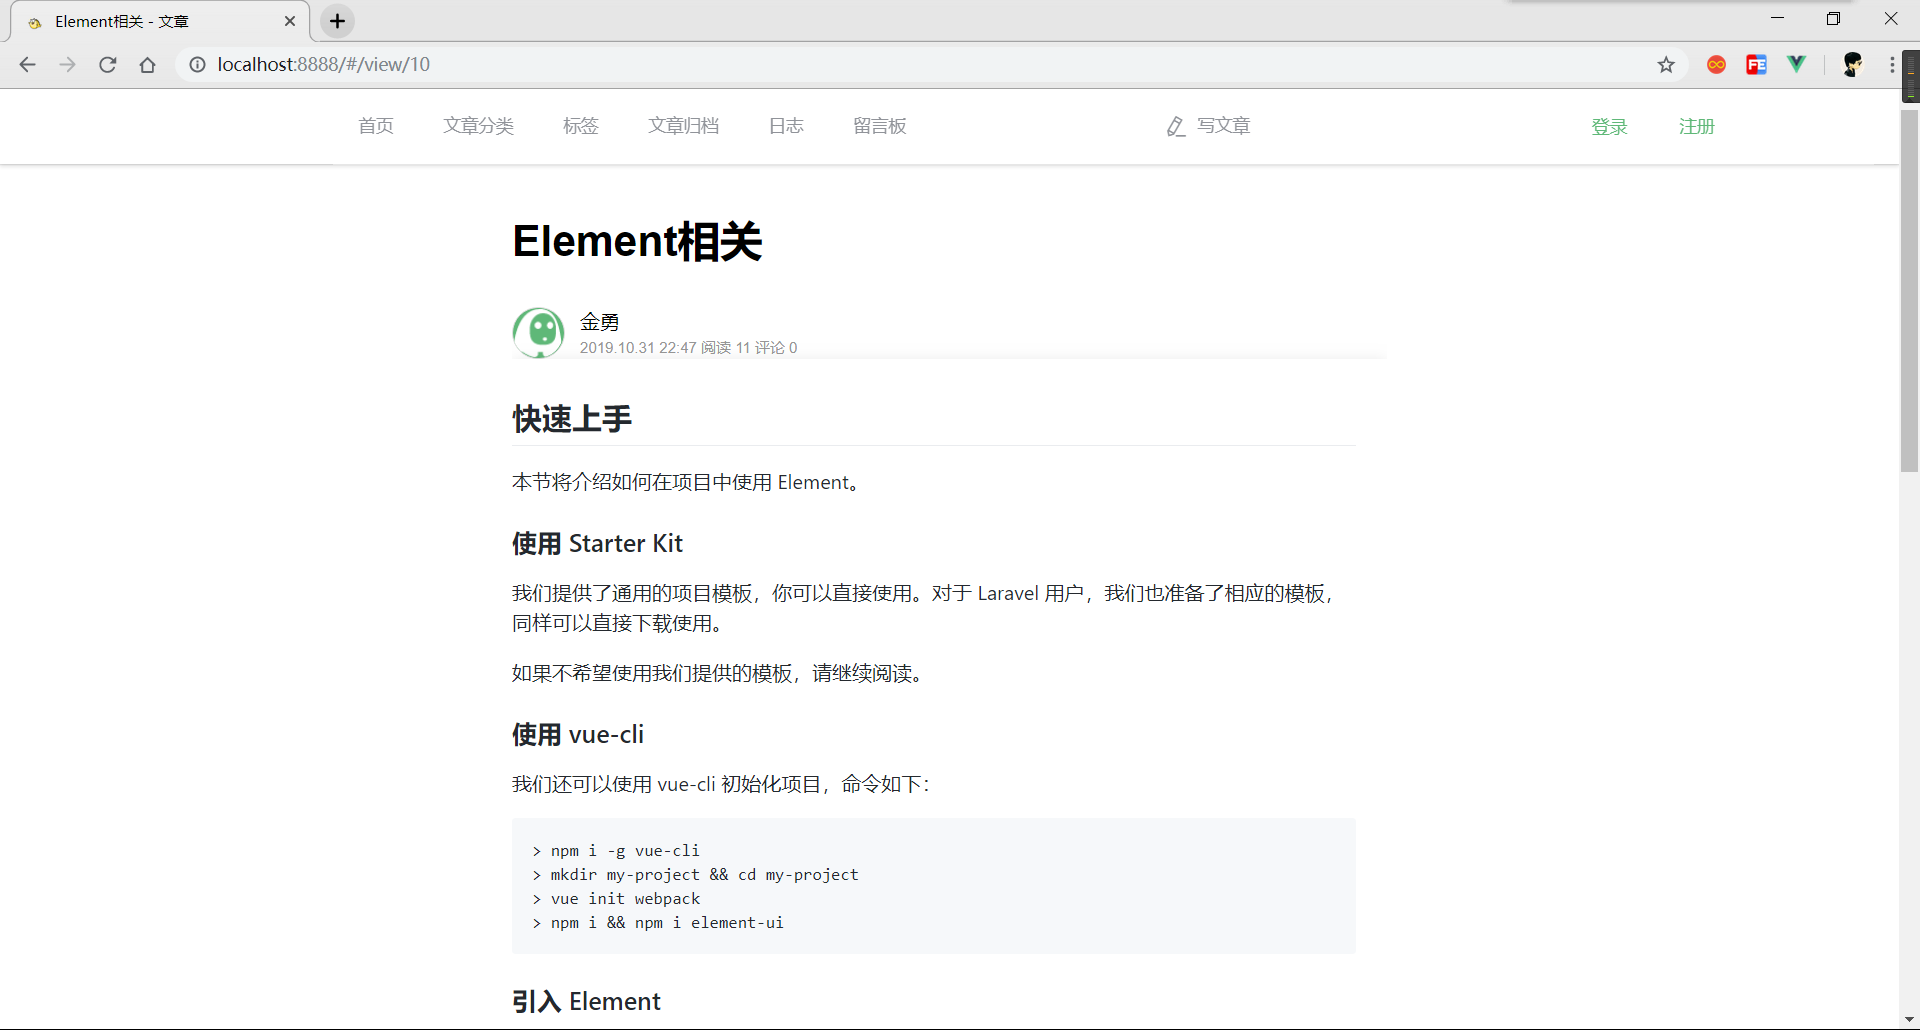 Element相关 - 文章
localhost:8888/#/view/10
FE
首页 文章分类 标签 文章归档 日志 留言板 写文章 登录 注册
Element相关
金勇
2019.10.31 22:47 阅读 11 评论 0
快速上手
本节将介绍如何在项目中使用 Element。
使用 Starter Kit
我们提供了通用的项目模板，你可以直接使用。对于 Laravel 用户，我们也准备了相应的模板，
同样可以直接下载使用。
如果不希望使用我们提供的模板，请继续阅读。
使用 vue-cli
我们还可以使用 vue-cli 初始化项目，命令如下：
> npm i -g vue-cli
> mkdir my-project && cd my-project
> vue init webpack
> npm i && npm i element-ui
引入 Element